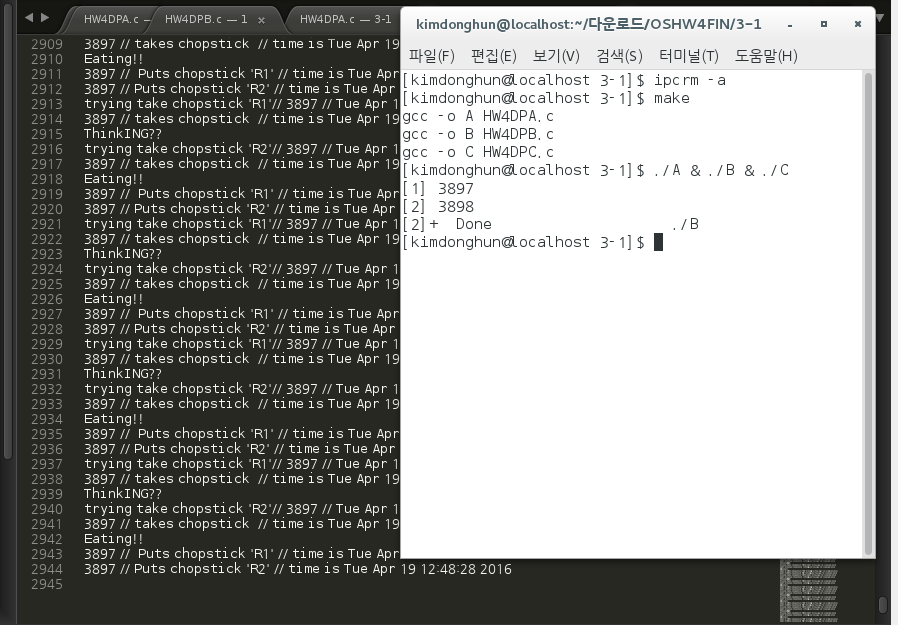 HW4DPA.c –
HW4DPB.c — 1
×
HW4DPA.c — 3-1
2909 3897 // takes chopstick // time is Tue Apr 19
2910 Eating!!
2911 3897 // Puts chopstick 'R1' // time is Tue Apr
2912 3897 // Puts chopstick 'R2' // time is Tue Apr
2913 trying take chopstick 'R1'// 3897 // Tue Apr 1
2914 3897 // takes chopstick // time is Tue Apr 19
2915 ThinkING??
2916 trying take chopstick 'R2'// 3897 // Tue Apr 1
2917 3897 // takes chopstick // time is Tue Apr 19
2918 Eating!!
2919 3897 // Puts chopstick 'R1' // time is Tue Apr
2920 3897 // Puts chopstick 'R2' // time is Tue Apr
2921 trying take chopstick 'R1'// 3897 // Tue Apr 1
2922 3897 // takes chopstick // time is Tue Apr 19
2923 ThinkING??
2924 trying take chopstick 'R2'// 3897 // Tue Apr 1
2925 3897 // takes chopstick // time is Tue Apr 19
2926 Eating!!
2927 3897 // Puts chopstick 'R1' // time is Tue Apr
2928 3897 // Puts chopstick 'R2' // time is Tue Apr
2929 trying take chopstick 'R1'// 3897 // Tue Apr 1
2930 3897 // takes chopstick // time is Tue Apr 19
2931 ThinkING??
2932 trying take chopstick 'R2'// 3897 // Tue Apr 1
2933 3897 // takes chopstick // time is Tue Apr 19
2934 Eating!!
2935 3897 // Puts chopstick 'R1' // time is Tue Apr
2936 3897 // Puts chopstick 'R2' // time is Tue Apr
2937 trying take chopstick 'R1'// 3897 // Tue Apr 1
2938 3897 // takes chopstick // time is Tue Apr 19
2939 ThinkING??
2940 trying take chopstick 'R2'// 3897 // Tue Apr 1
2941 3897 // takes chopstick // time is Tue Apr 19
2942 Eating!!
2943 3897 // Puts chopstick 'R1' // time is Tue Apr
2944 3897 // Puts chopstick 'R2' // time is Tue Apr 19 12:48:28 2016
2945
kimdonghun@localhost:~/다운로드/OSHW4FIN/3-1
파일(F) 편집(E) 보기(V) 검색(S) 터미널(T) 도움말(H)
[kimdonghun@localhost 3-1]$ ipcrm -a
[kimdonghun@localhost 3-1]$ make
gcc -o A HW4DPA.c
gcc -o B HW4DPB.c
gcc -o C HW4DPC.c
[kimdonghun@localhost 3-1]$ ./A & ./B & ./C
[1] 3897
[2] 3898
[2]+ Done ./B
[kimdonghun@localhost 3-1]$